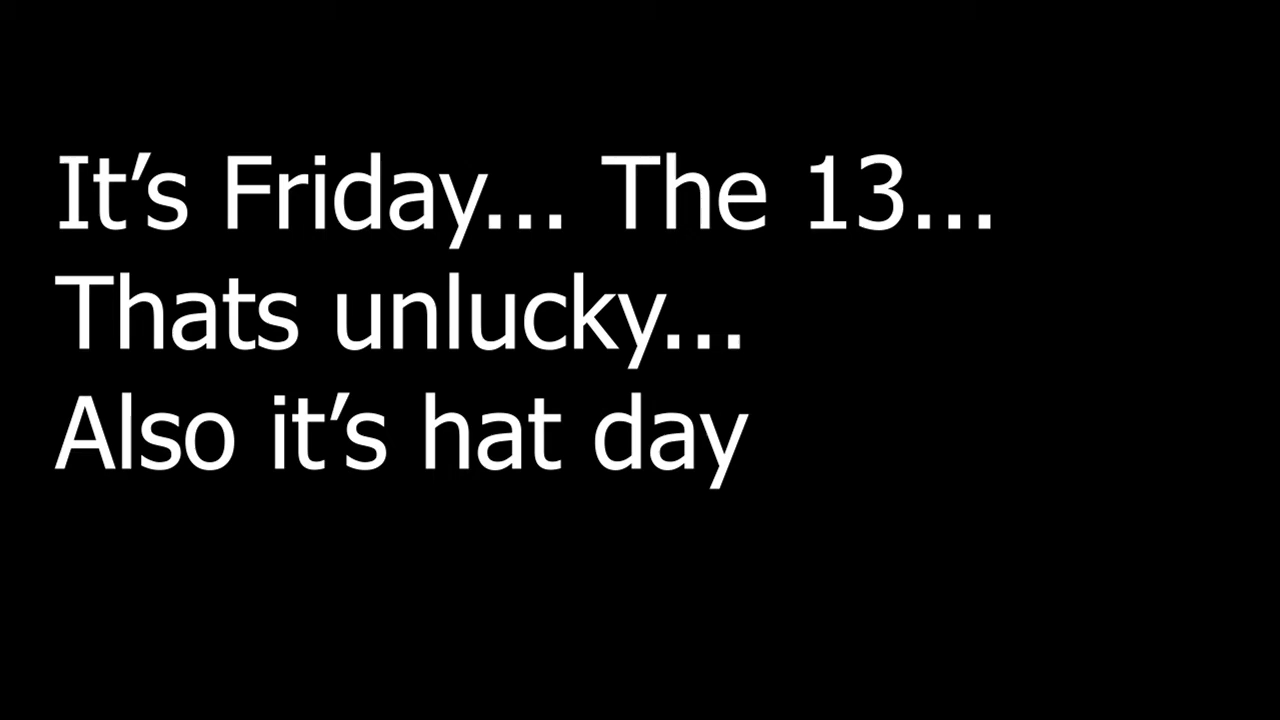 It’s Friday... The 13...
Thats unlucky...
Also it’s hat day